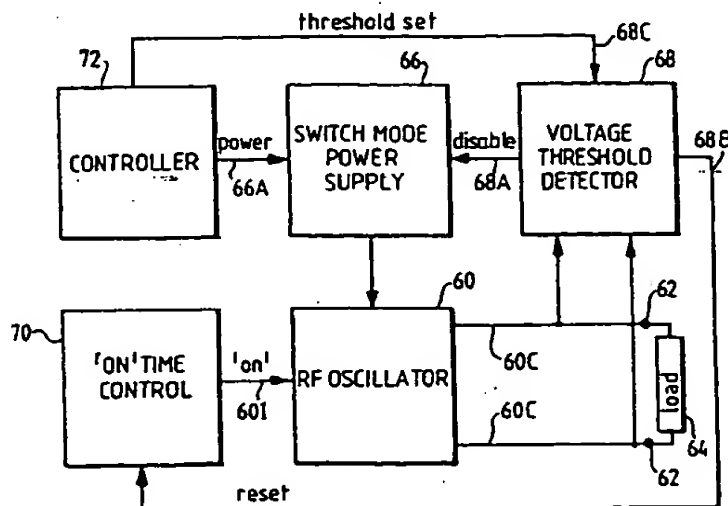 threshold set
68C
72
66
68
CONTROLLER
power
66A
SWITCH MODE
POWER
SUPPLY
disable
68A
VOLTAGE
THRESHOLD
DETECTOR
68B
60
62
70
'ON' TIME
CONTROL
'on'
60I
RF OSCILLATOR
60C
60C
load
64
62
reset